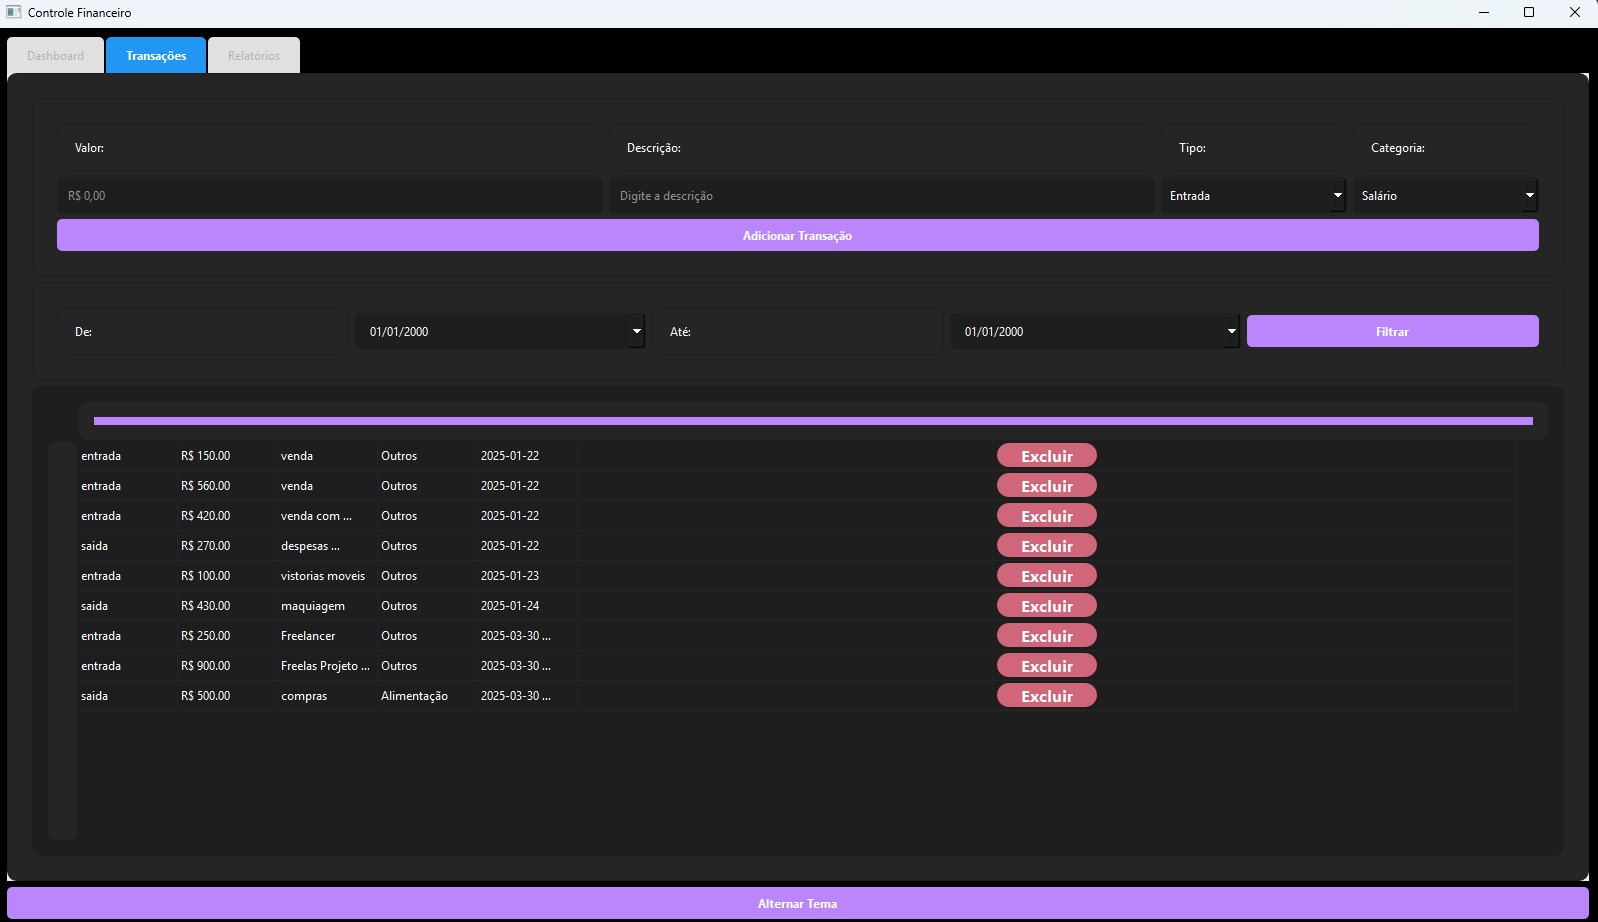 Controle Financeiro
Dashboard Transações Relatórios
Valor: Descrição: Tipo: Categoria:
R$ 0,00 Digite a descrição Entrada Salário
Adicionar Transação
De: 01/01/2000 Até: 01/01/2000 Filtrar
entrada R$ 150.00 venda Outros 2025-01-22 Excluir
entrada R$ 560.00 venda Outros 2025-01-22 Excluir
entrada R$ 420.00 venda com ... Outros 2025-01-22 Excluir
saida R$ 270.00 despesas ... Outros 2025-01-22 Excluir
entrada R$ 100.00 vistorias moveis Outros 2025-01-23 Excluir
saida R$ 430.00 maquiagem Outros 2025-01-24 Excluir
entrada R$ 250.00 Freelancer Outros 2025-03-30 ... Excluir
entrada R$ 900.00 Freelas Projeto ... Outros 2025-03-30 ... Excluir
saida R$ 500.00 compras Alimentação 2025-03-30 ... Excluir
Alternar Tema